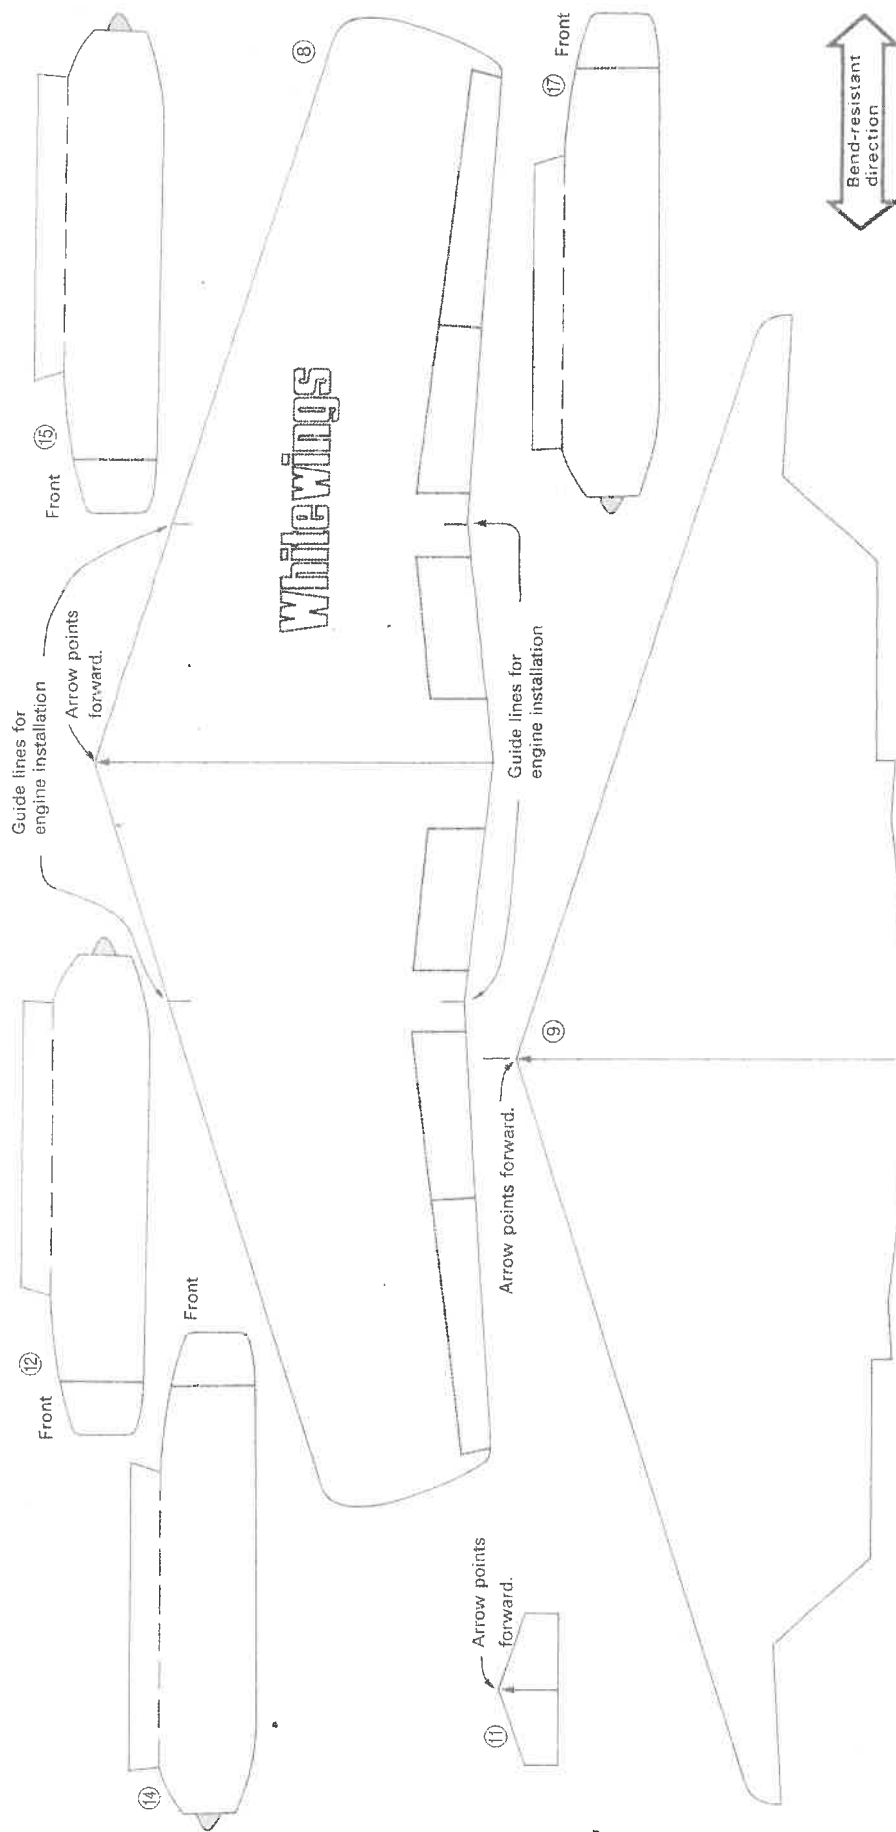 Guide lines for
engine installation
Arrow points
forward.
Front
⑫
Front
⑮
⑧
⑭
Front
Whitewings
Front
⑰
Arrow points
forward.
⑪
Arrow points forward.
⑨
Guide lines for
engine installation
Bend-resistant
direction